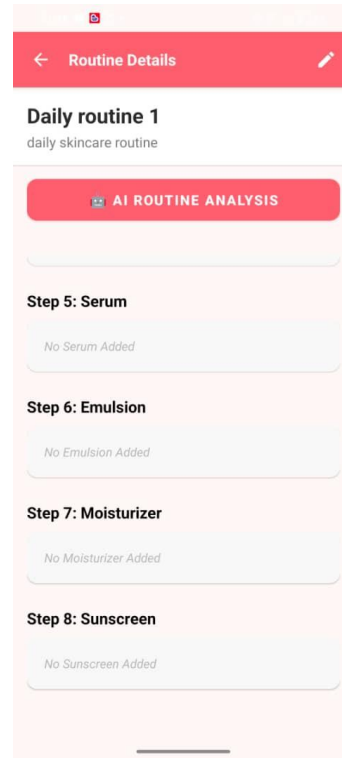 Routine Details
Daily routine 1
daily skincare routine
🤖 AI ROUTINE ANALYSIS
Step 5: Serum
No Serum Added
Step 6: Emulsion
No Emulsion Added
Step 7: Moisturizer
No Moisturizer Added
Step 8: Sunscreen
No Sunscreen Added